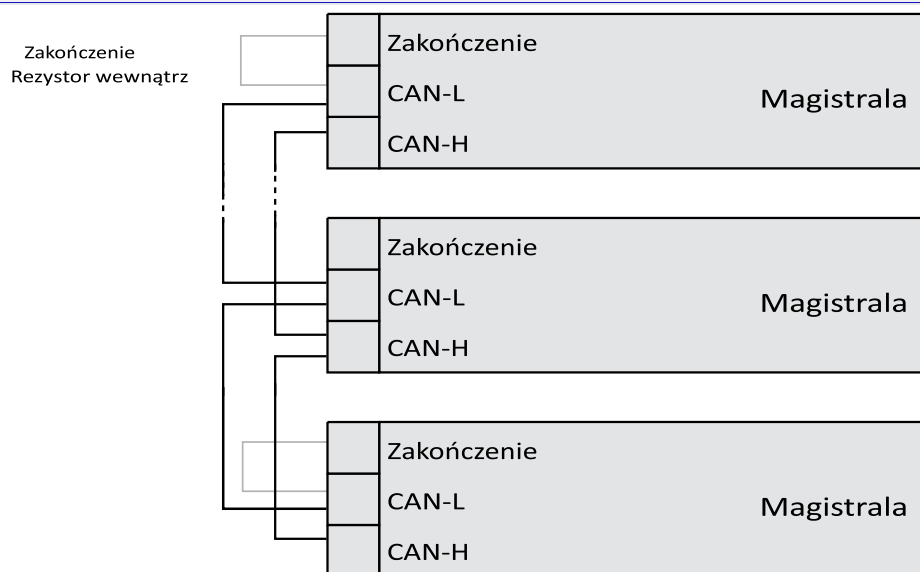 Zakończenie
Rezystor wewnątrz
Zakończenie
CAN-L
Magistrala
CAN-H
Zakończenie
CAN-L
Magistrala
CAN-H
Zakończenie
CAN-L
Magistrala
CAN-H